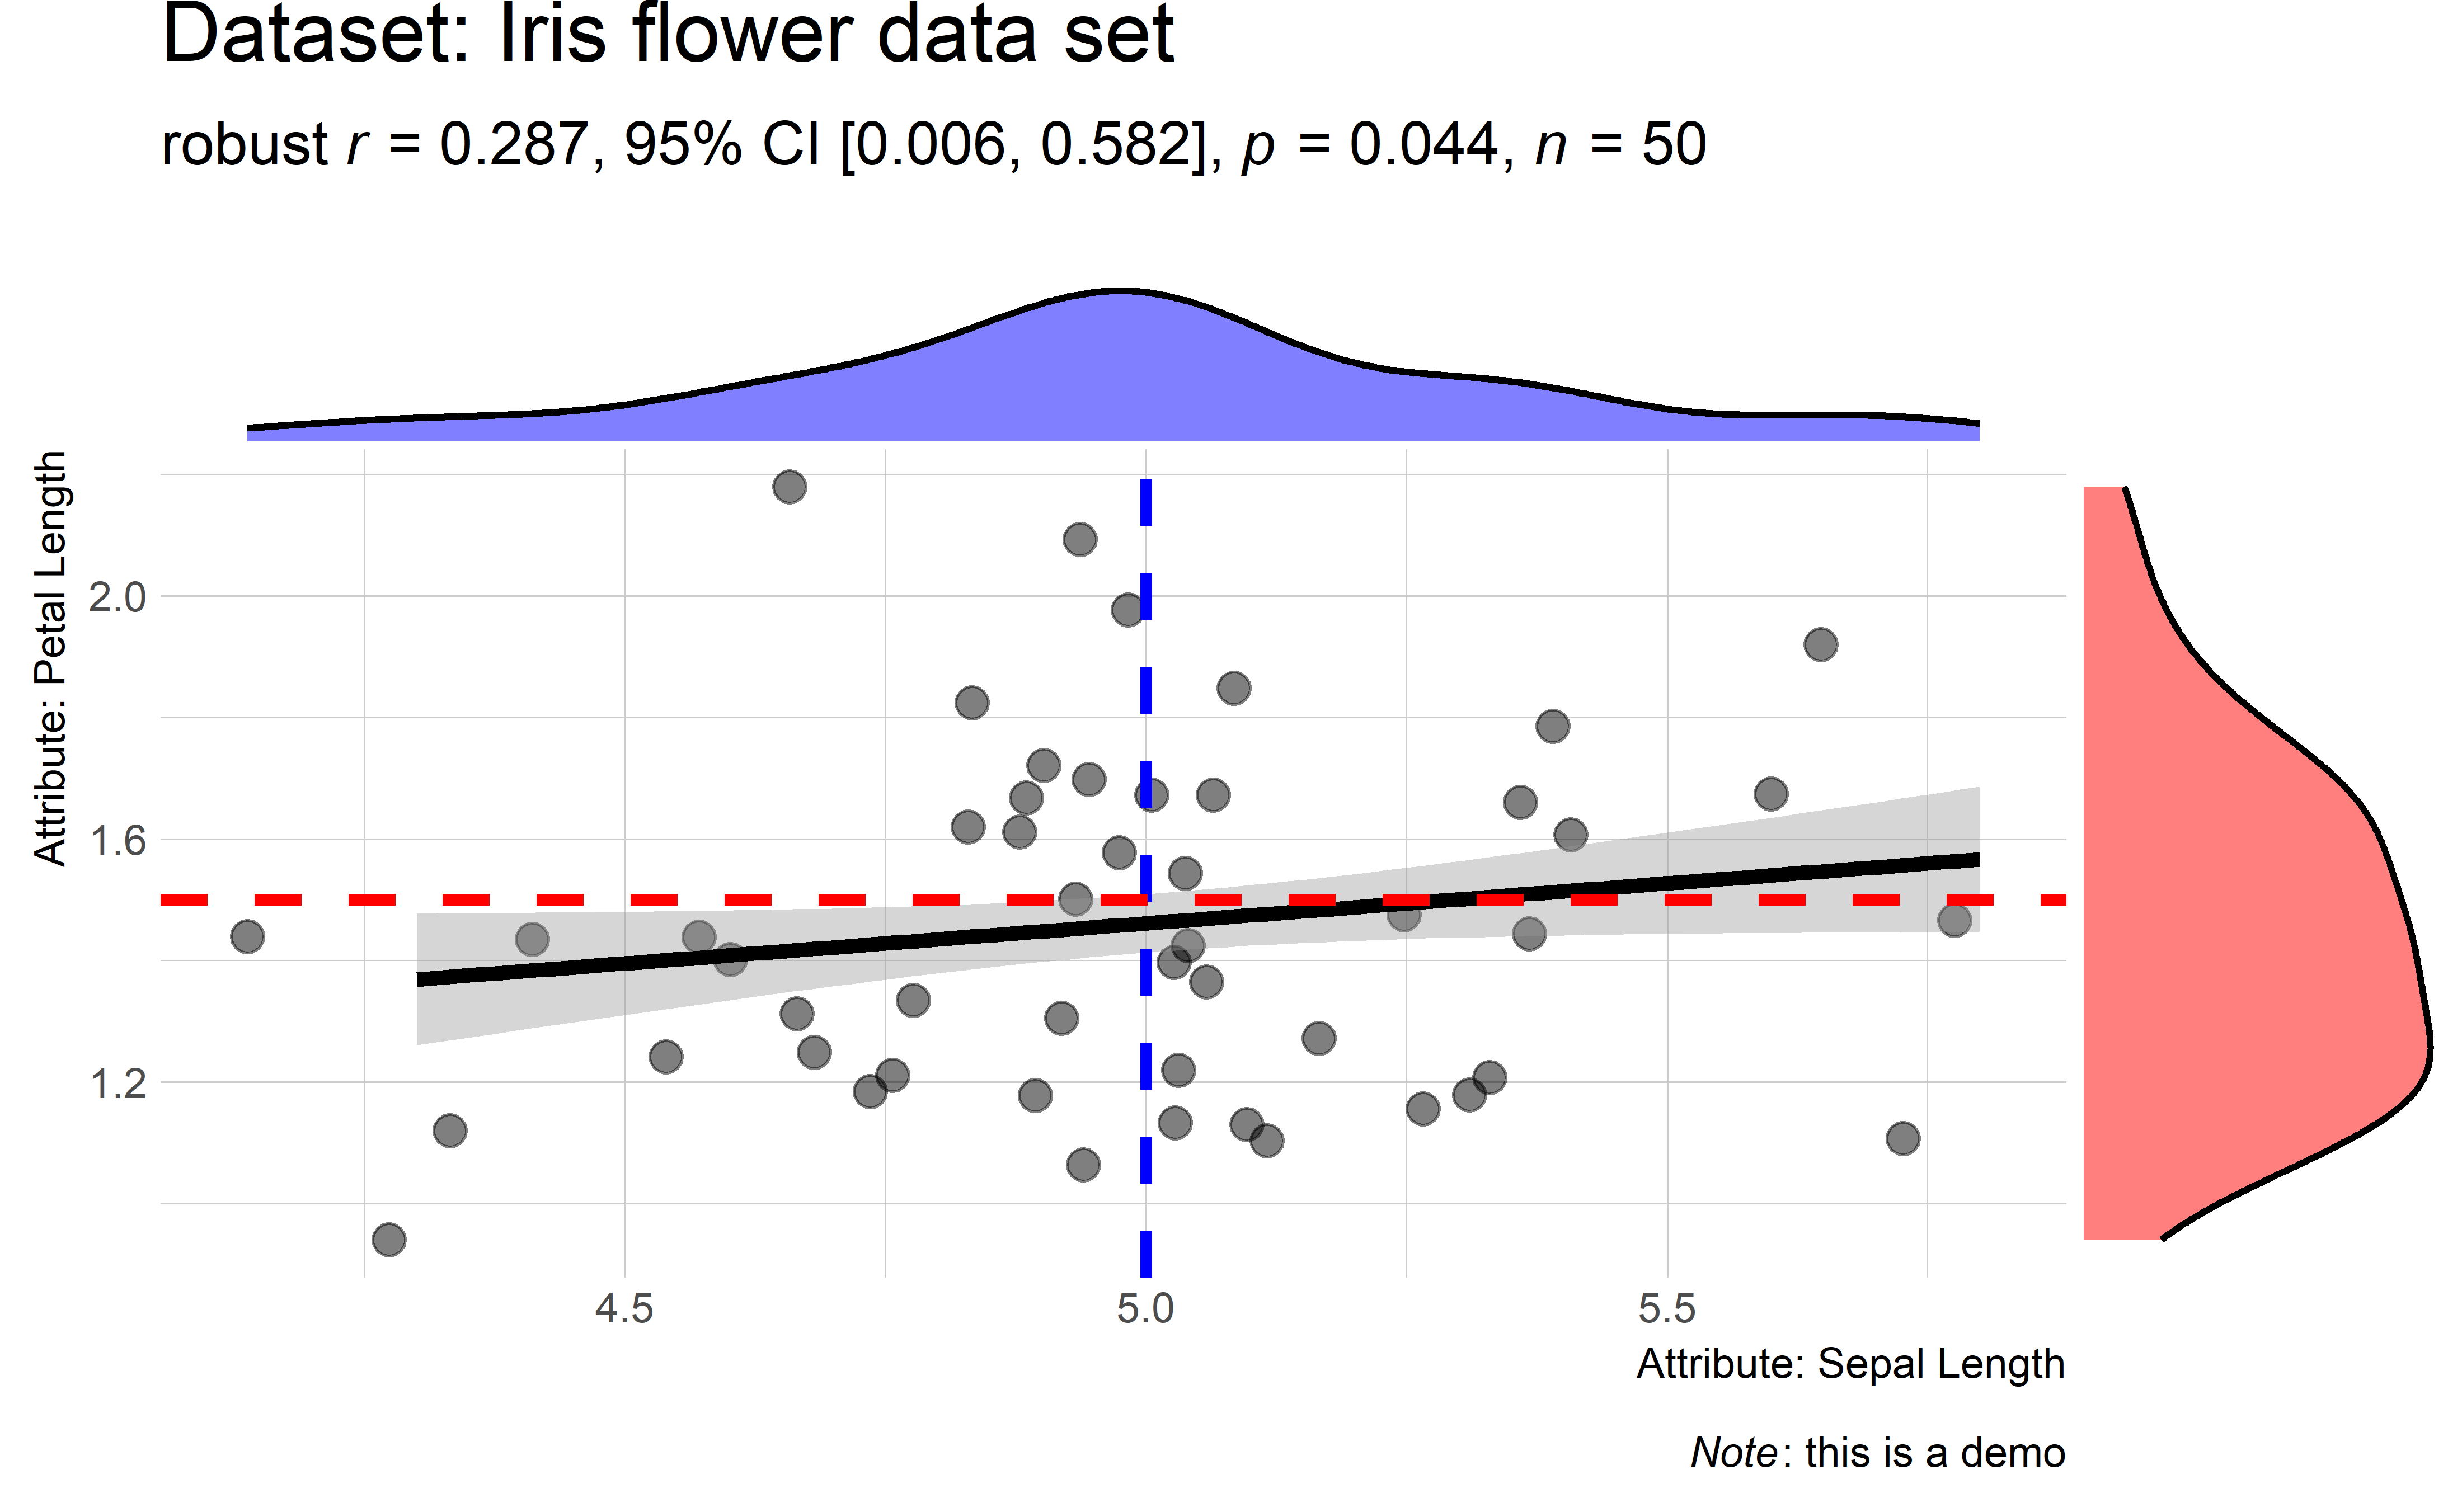 Dataset: Iris flower data set
robust r = 0.287, 95% CI [0.006, 0.582], p = 0.044, n = 50
Attribute: Petal Length
2.0
1.6
1.2
4.5 5.0 5.5
Attribute: Sepal Length
Note: this is a demo